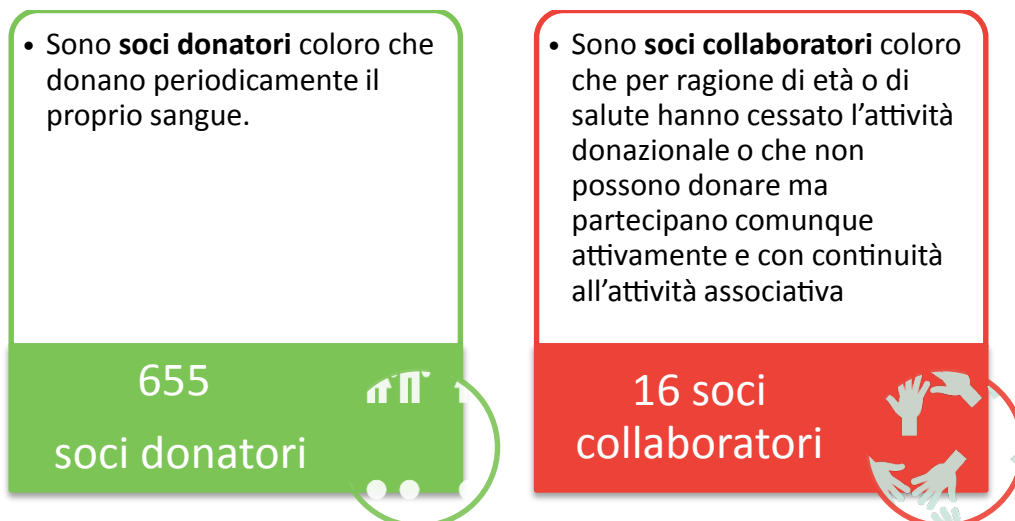 • Sono soci donatori coloro che
donano periodicamente il
proprio sangue.
655
soci donatori
• Sono soci collaboratori coloro
che per ragione di età o di
salute hanno cessato l’attività
donazionale o che non
possono donare ma
partecipano comunque
attivamente e con continuità
all’attività associativa
16 soci
collaboratori